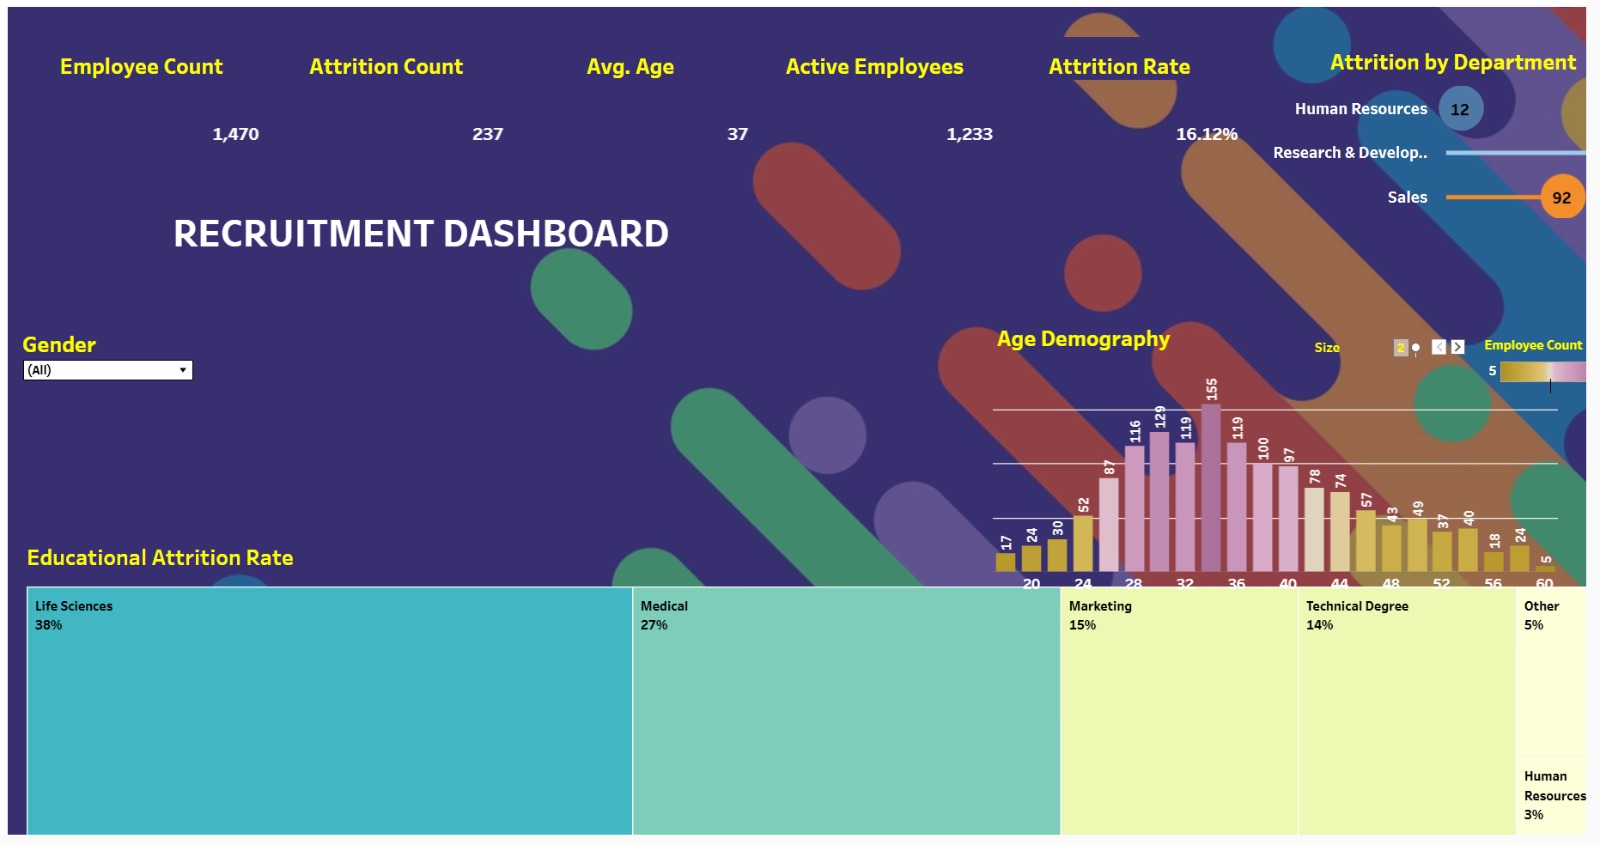 Employee Count
Attrition Count
Avg. Age
Active Employees
Attrition Rate
Attrition by Department
1,470
237
37
1,233
16.12%
Human Resources
12
Research & Develop..
Sales
92
RECRUITMENT DASHBOARD
Gender
(All)
Age Demography
Size
2
Employee Count
5
17
24
30
52
87
116
129
119
155
119
100
97
78
74
57
43
49
37
40
18
24
5
20
24
28
32
36
40
44
48
52
56
60
Educational Attrition Rate
Life Sciences
38%
Medical
27%
Marketing
15%
Technical Degree
14%
Other
5%
Human
Resources
3%